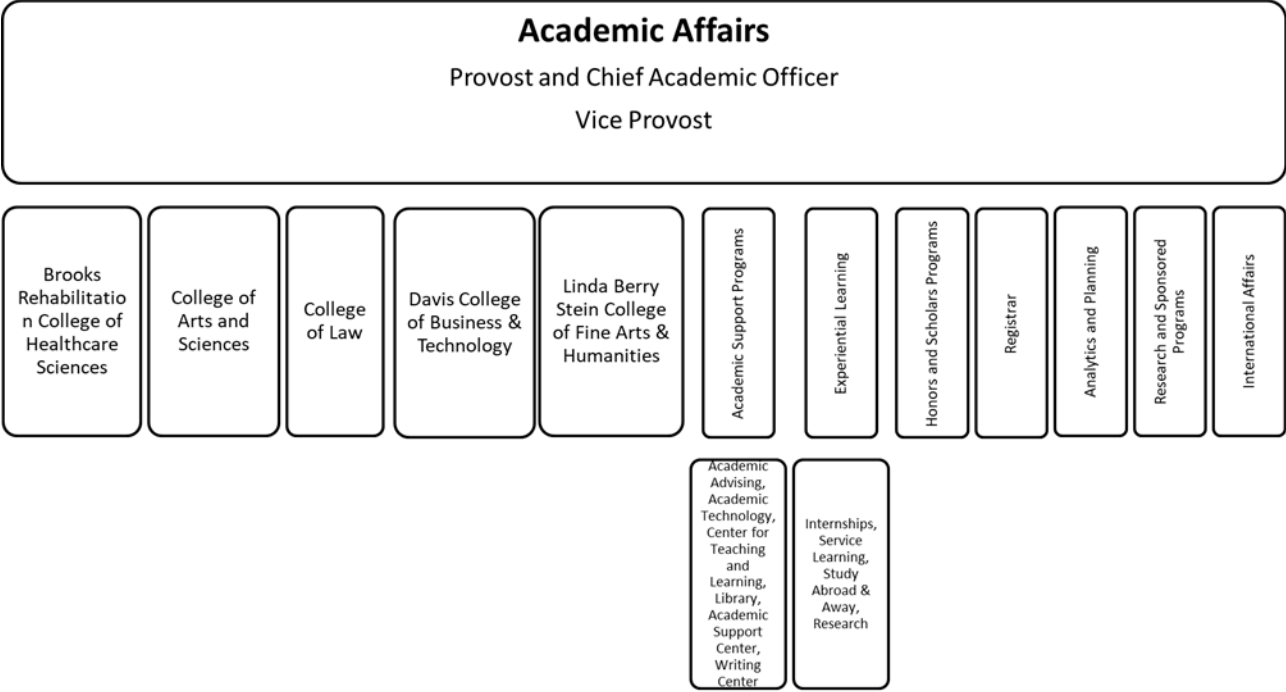 Academic Affairs
Provost and Chief Academic Officer
Vice Provost
Brooks
Rehabilitatio
n College of
Healthcare
Sciences
College of
Arts and
Sciences
College
of Law
Davis College
of Business &
Technology
Linda Berry
Stein College
of Fine Arts &
Humanities
Academic Support Programs
Experiential Learning
Honors and Scholars Programs
Registrar
Analytics and Planning
Research and Sponsored
Programs
International Affairs
Academic
Advising,
Academic
Technology,
Center for
Teaching
and
Learning,
Library,
Academic
Support
Center,
Writing
Center
Internships,
Service
Learning,
Study
Abroad &
Away,
Research